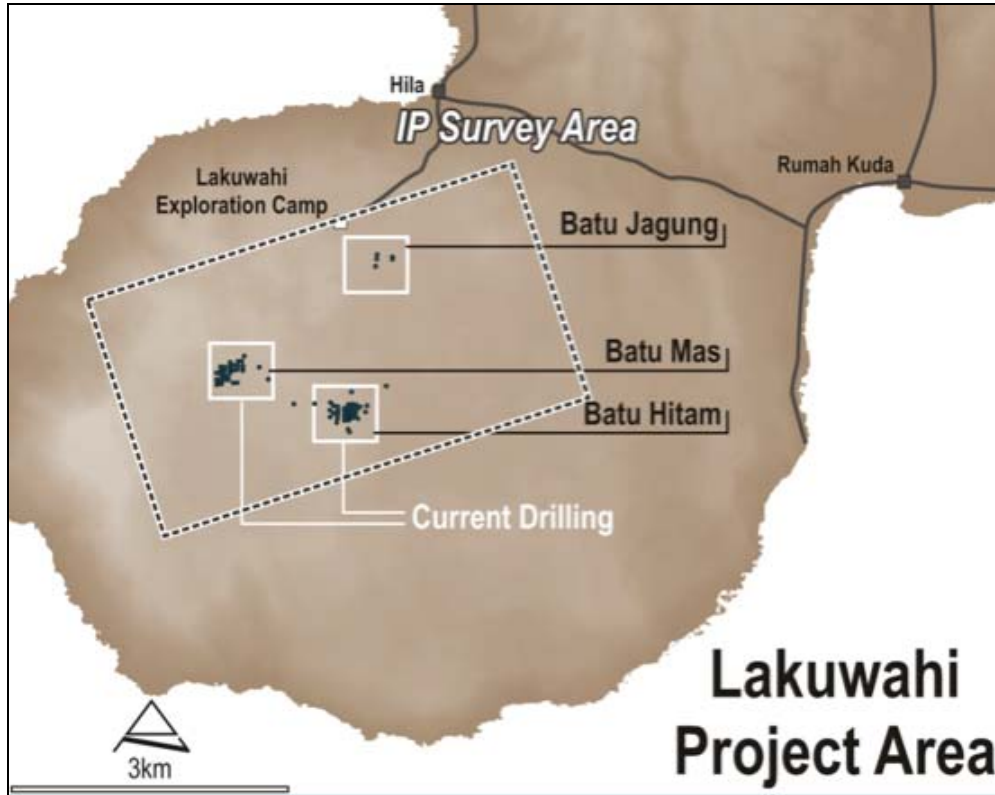 Hila
IP Survey Area
Rumah Kuda
Lakuwahi
Exploration Camp
Batu Jagung
Batu Mas
Batu Hitam
Current Drilling
Lakuwahi
Project Area
3km